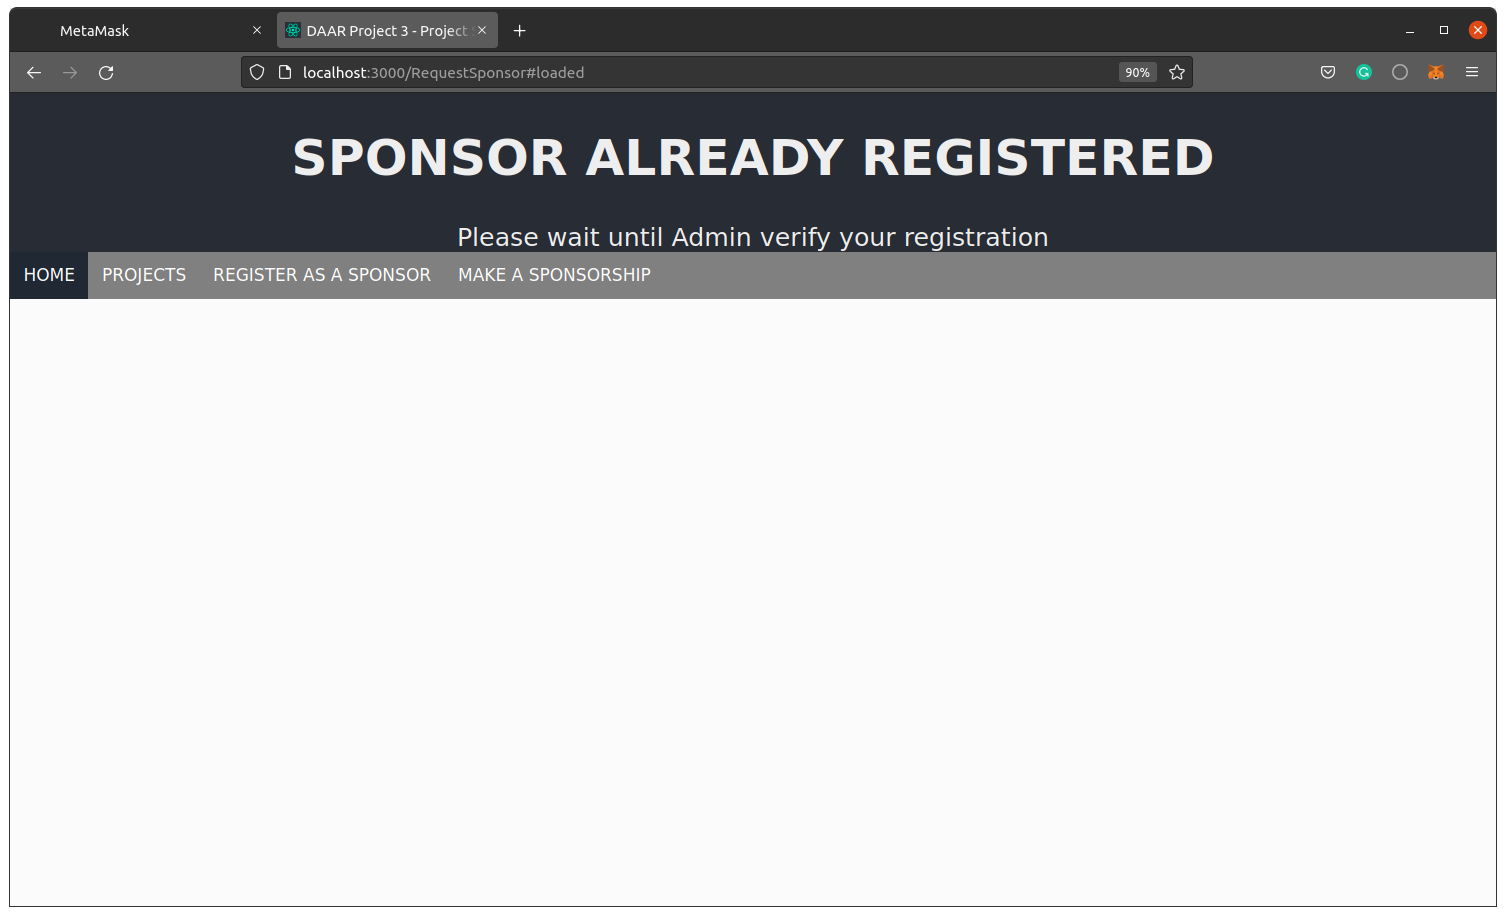 MetaMask
DAAR Project 3 - Project
localhost:3000/RequestSponsor#loaded
90%
SPONSOR ALREADY REGISTERED
Please wait until Admin verify your registration
HOME PROJECTS REGISTER AS A SPONSOR MAKE A SPONSORSHIP